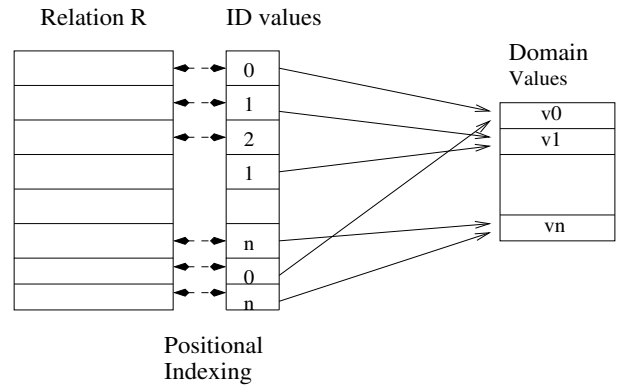 Relation R
ID values
Domain
Values
0
1
2
1
n
0
n
v0
v1
vn
Positional
Indexing